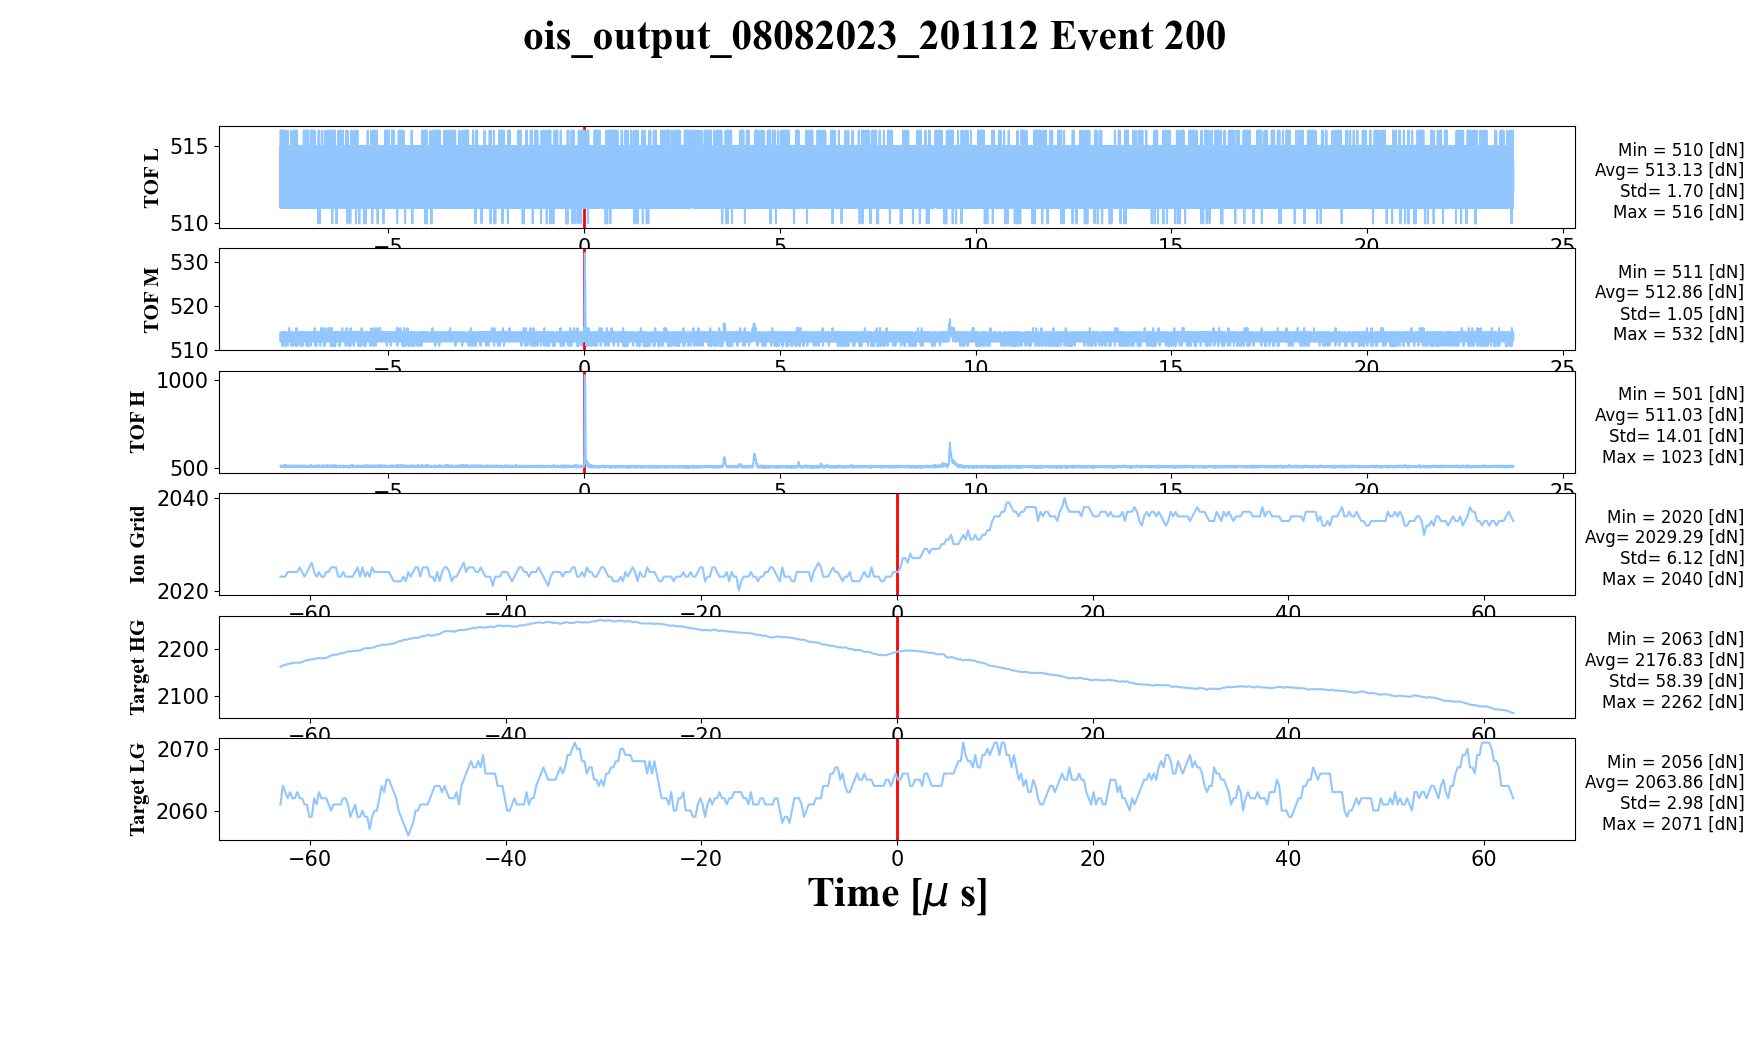 ois_output_08082023_201112 Event 200
TOF L
515
510
−5 0 5 10 15 20 25
Min = 510 [dN]
Avg= 513.13 [dN]
Std= 1.70 [dN]
Max = 516 [dN]
TOF M
530
520
510
−5 0 5 10 15 20 25
Min = 511 [dN]
Avg= 512.86 [dN]
Std= 1.05 [dN]
Max = 532 [dN]
TOF H
1000
500
−5 0 5 10 15 20 25
Min = 501 [dN]
Avg= 511.03 [dN]
Std= 14.01 [dN]
Max = 1023 [dN]
Ion Grid
2040
2020
−60 −40 −20 0 20 40 60
Min = 2020 [dN]
Avg= 2029.29 [dN]
Std= 6.12 [dN]
Max = 2040 [dN]
Target HG
2200
2100
−60 −40 −20 0 20 40 60
Min = 2063 [dN]
Avg= 2176.83 [dN]
Std= 58.39 [dN]
Max = 2262 [dN]
Target LG
2070
2060
−60 −40 −20 0 20 40 60
Min = 2056 [dN]
Avg= 2063.86 [dN]
Std= 2.98 [dN]
Max = 2071 [dN]
Time [μ s]